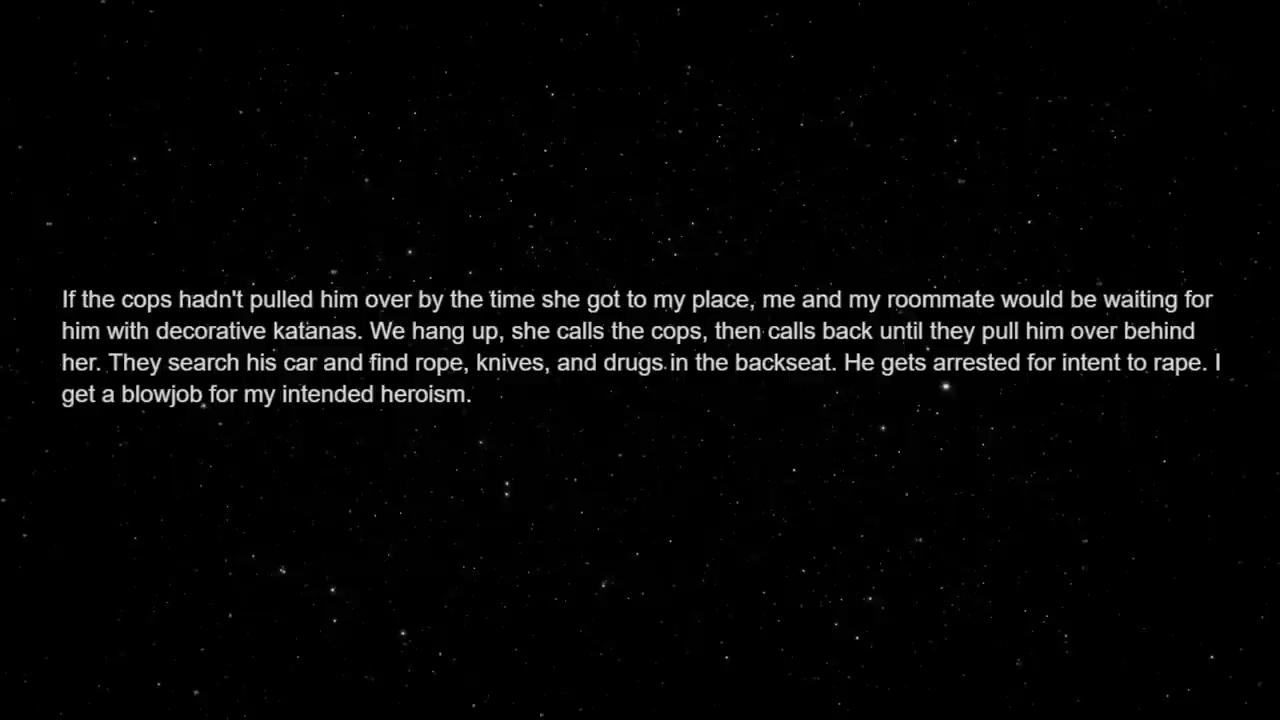 If the cops hadn't pulled him over by the time she got to my place, me and my roommate would be waiting for
him with decorative katanas. We hang up, she calls the cops, then calls back until they pull him over behind
her. They search his car and find rope, knives, and drugs in the backseat. He gets arrested for intent to rape. I
get a blowjob for my intended heroism.